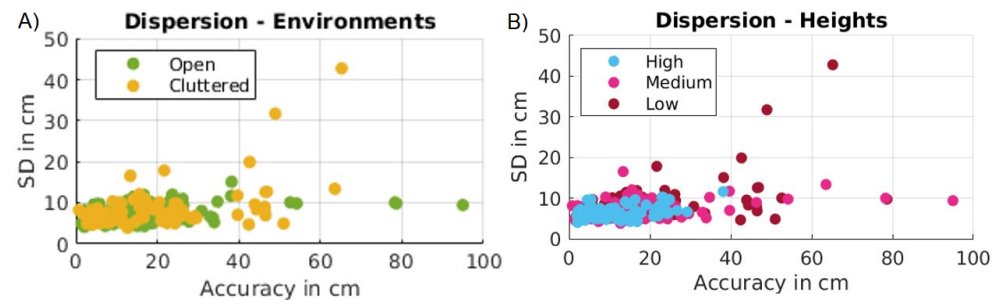 A)
Dispersion - Environments
50
40
30
20
10
0
SD in cm
Open
Cluttered
0 20 40 60 80 100
Accuracy in cm
B)
Dispersion - Heights
50
40
30
20
10
0
SD in cm
High
Medium
Low
0 20 40 60 80 100
Accuracy in cm